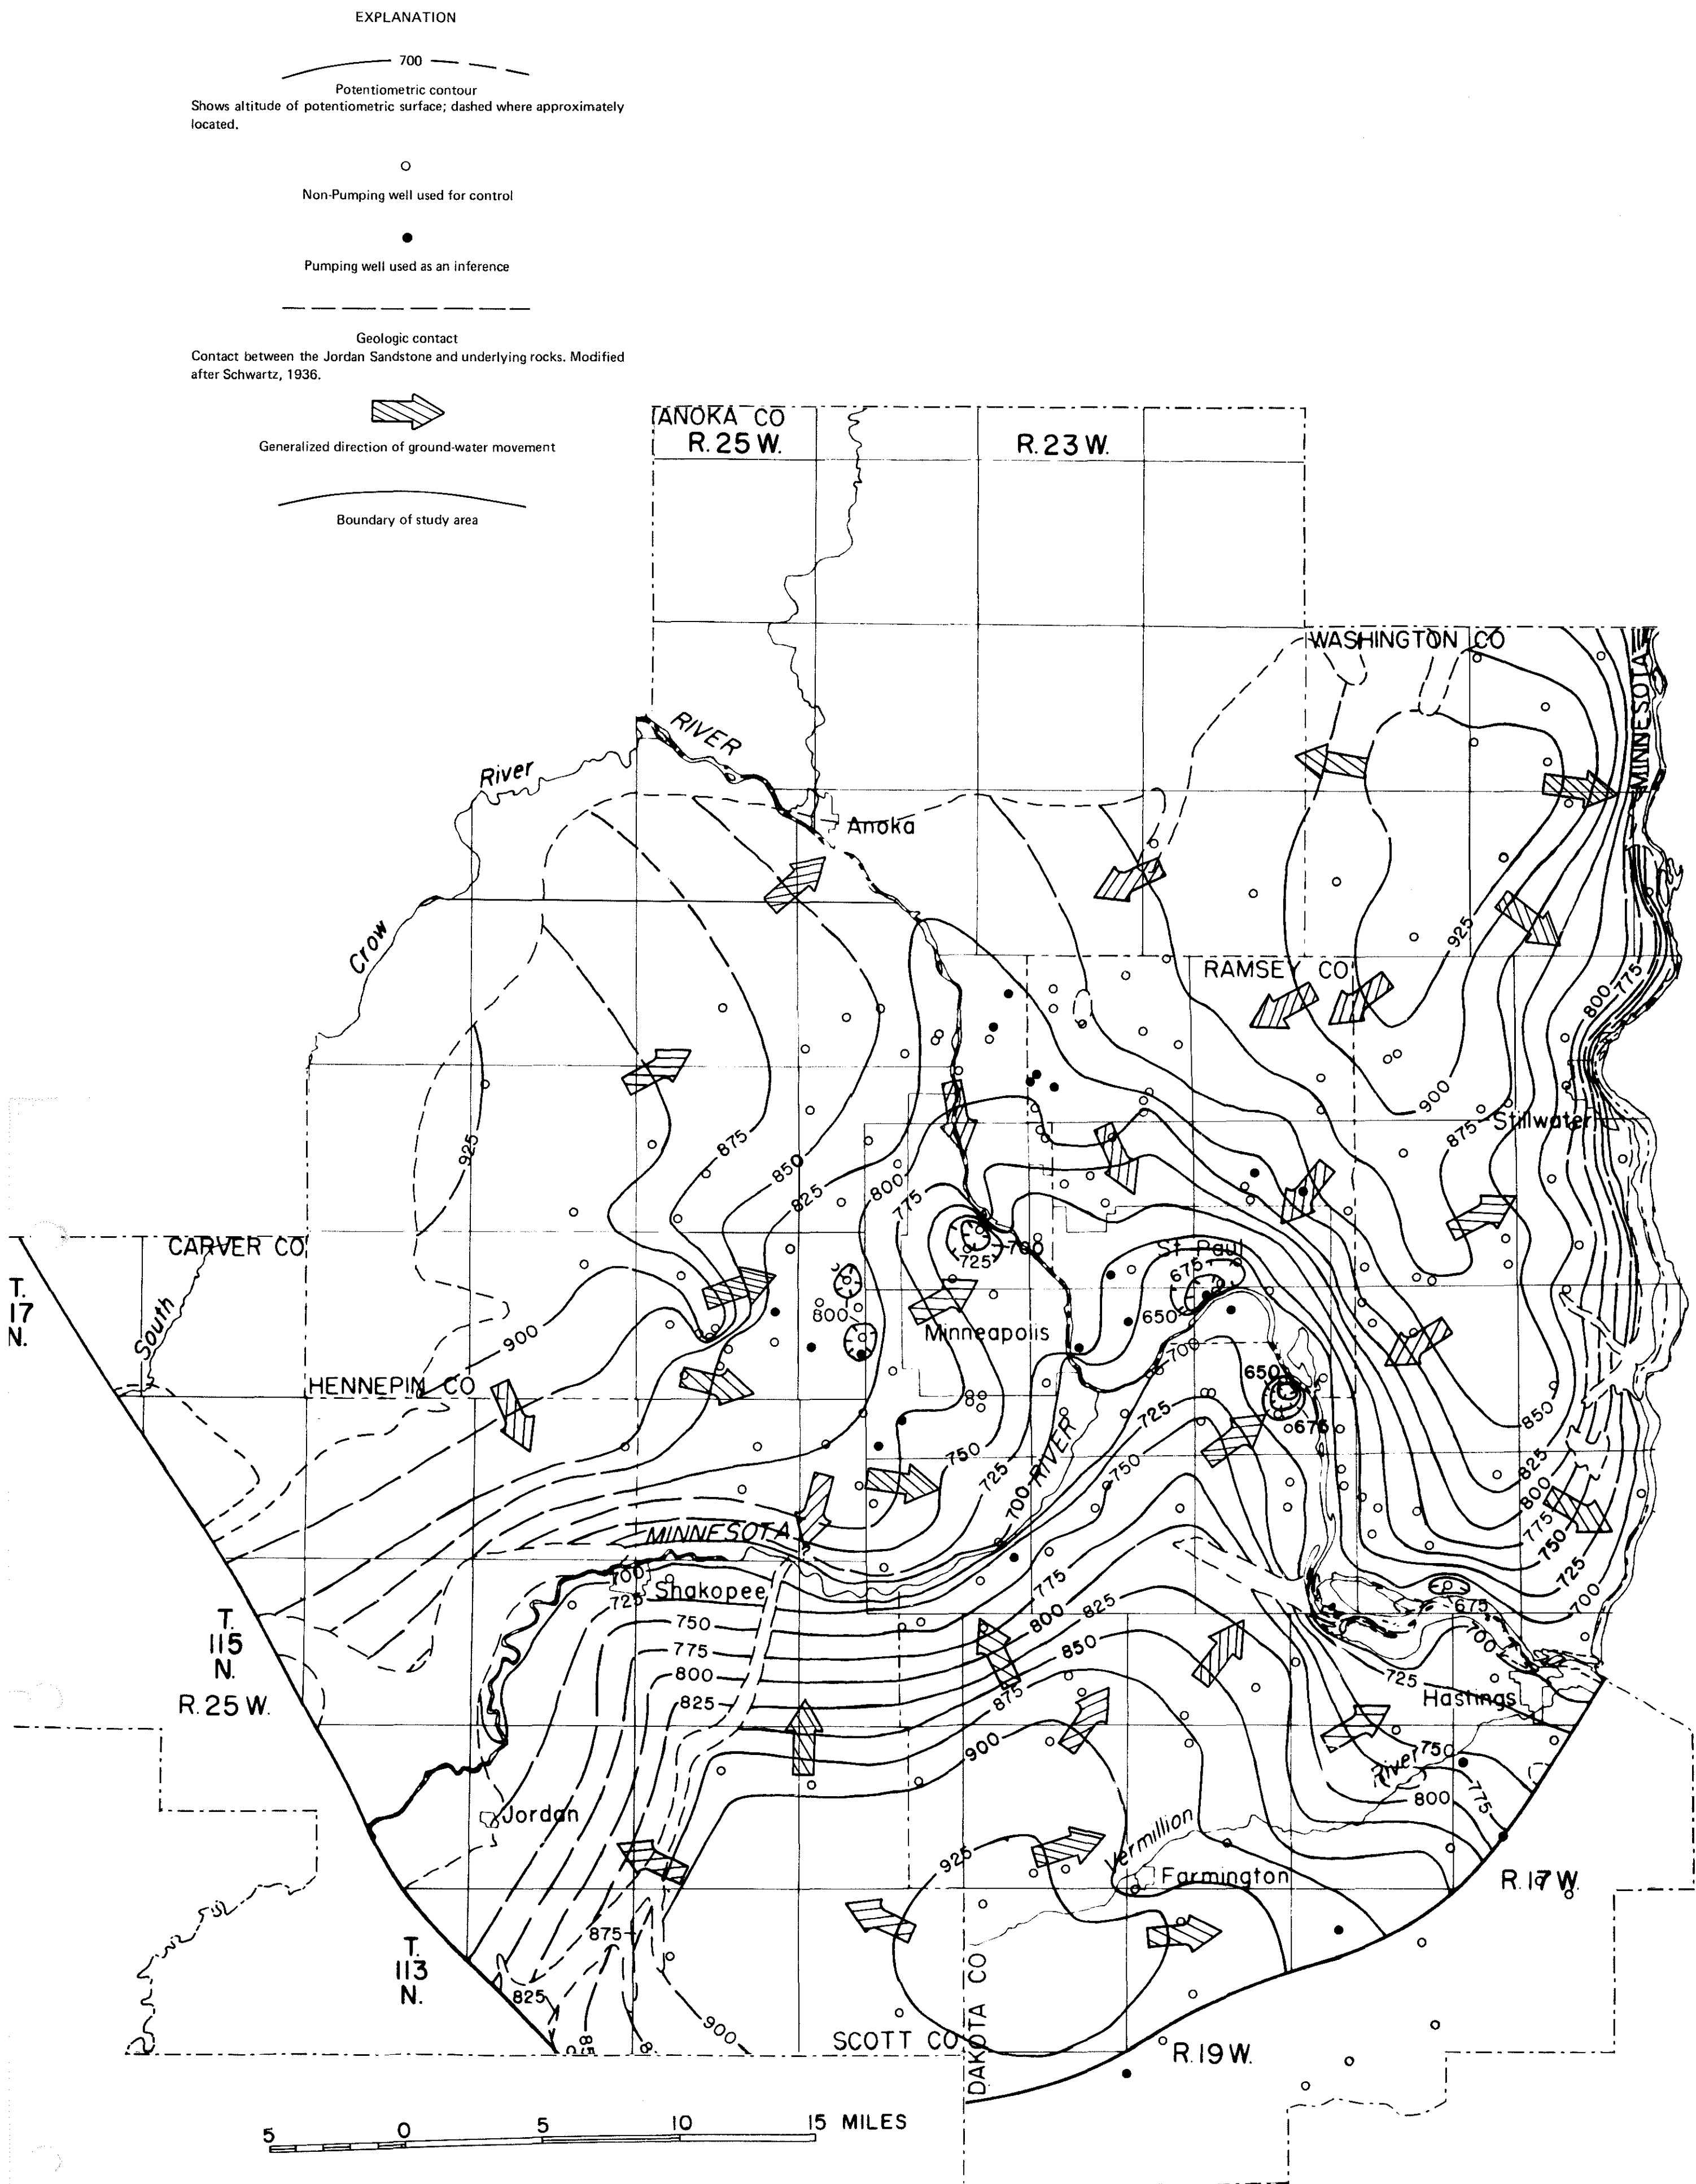 EXPLANATION
700
Potentiometric contour
Shows altitude of potentiometric surface; dashed where approximately
located.
Non-Pumping well used for control
Pumping well used as an inference
Geologic contact
Contact between the Jordan Sandstone and underlying rocks. Modified
after Schwartz, 1936.
Generalized direction of ground-water movement
Boundary of study area
ANOKA CO
R. 25 W.
R. 23 W.
WASHINGTON CO
MINNESOTA
RIVER
River
Anoka
Crow
925
RAMSEY CO
775
800
900
875
Stillwater
925
875
850
825
800
775
CARVER CO
T.
17
N.
South
700
725
St Paul
675
650
800
Minneapolis
900
700
HENNEPIN CO
650
675
850
725
750
750
725
RIVER
700
825
800
775
750
725
700
MINNESOTA
700
Shakopee
725
750
775
800
825
775
800
825
850
875
900
675
700
725
Hastings
T.
115
N.
R. 25 W.
River
750
775
800
Jordan
Vermillion
925
Farmington
R. 17 W.
875
T.
113
N.
825
900
SCOTT CO
DAKOTA CO
R. 19 W.
5 0 5 10 15 MILES